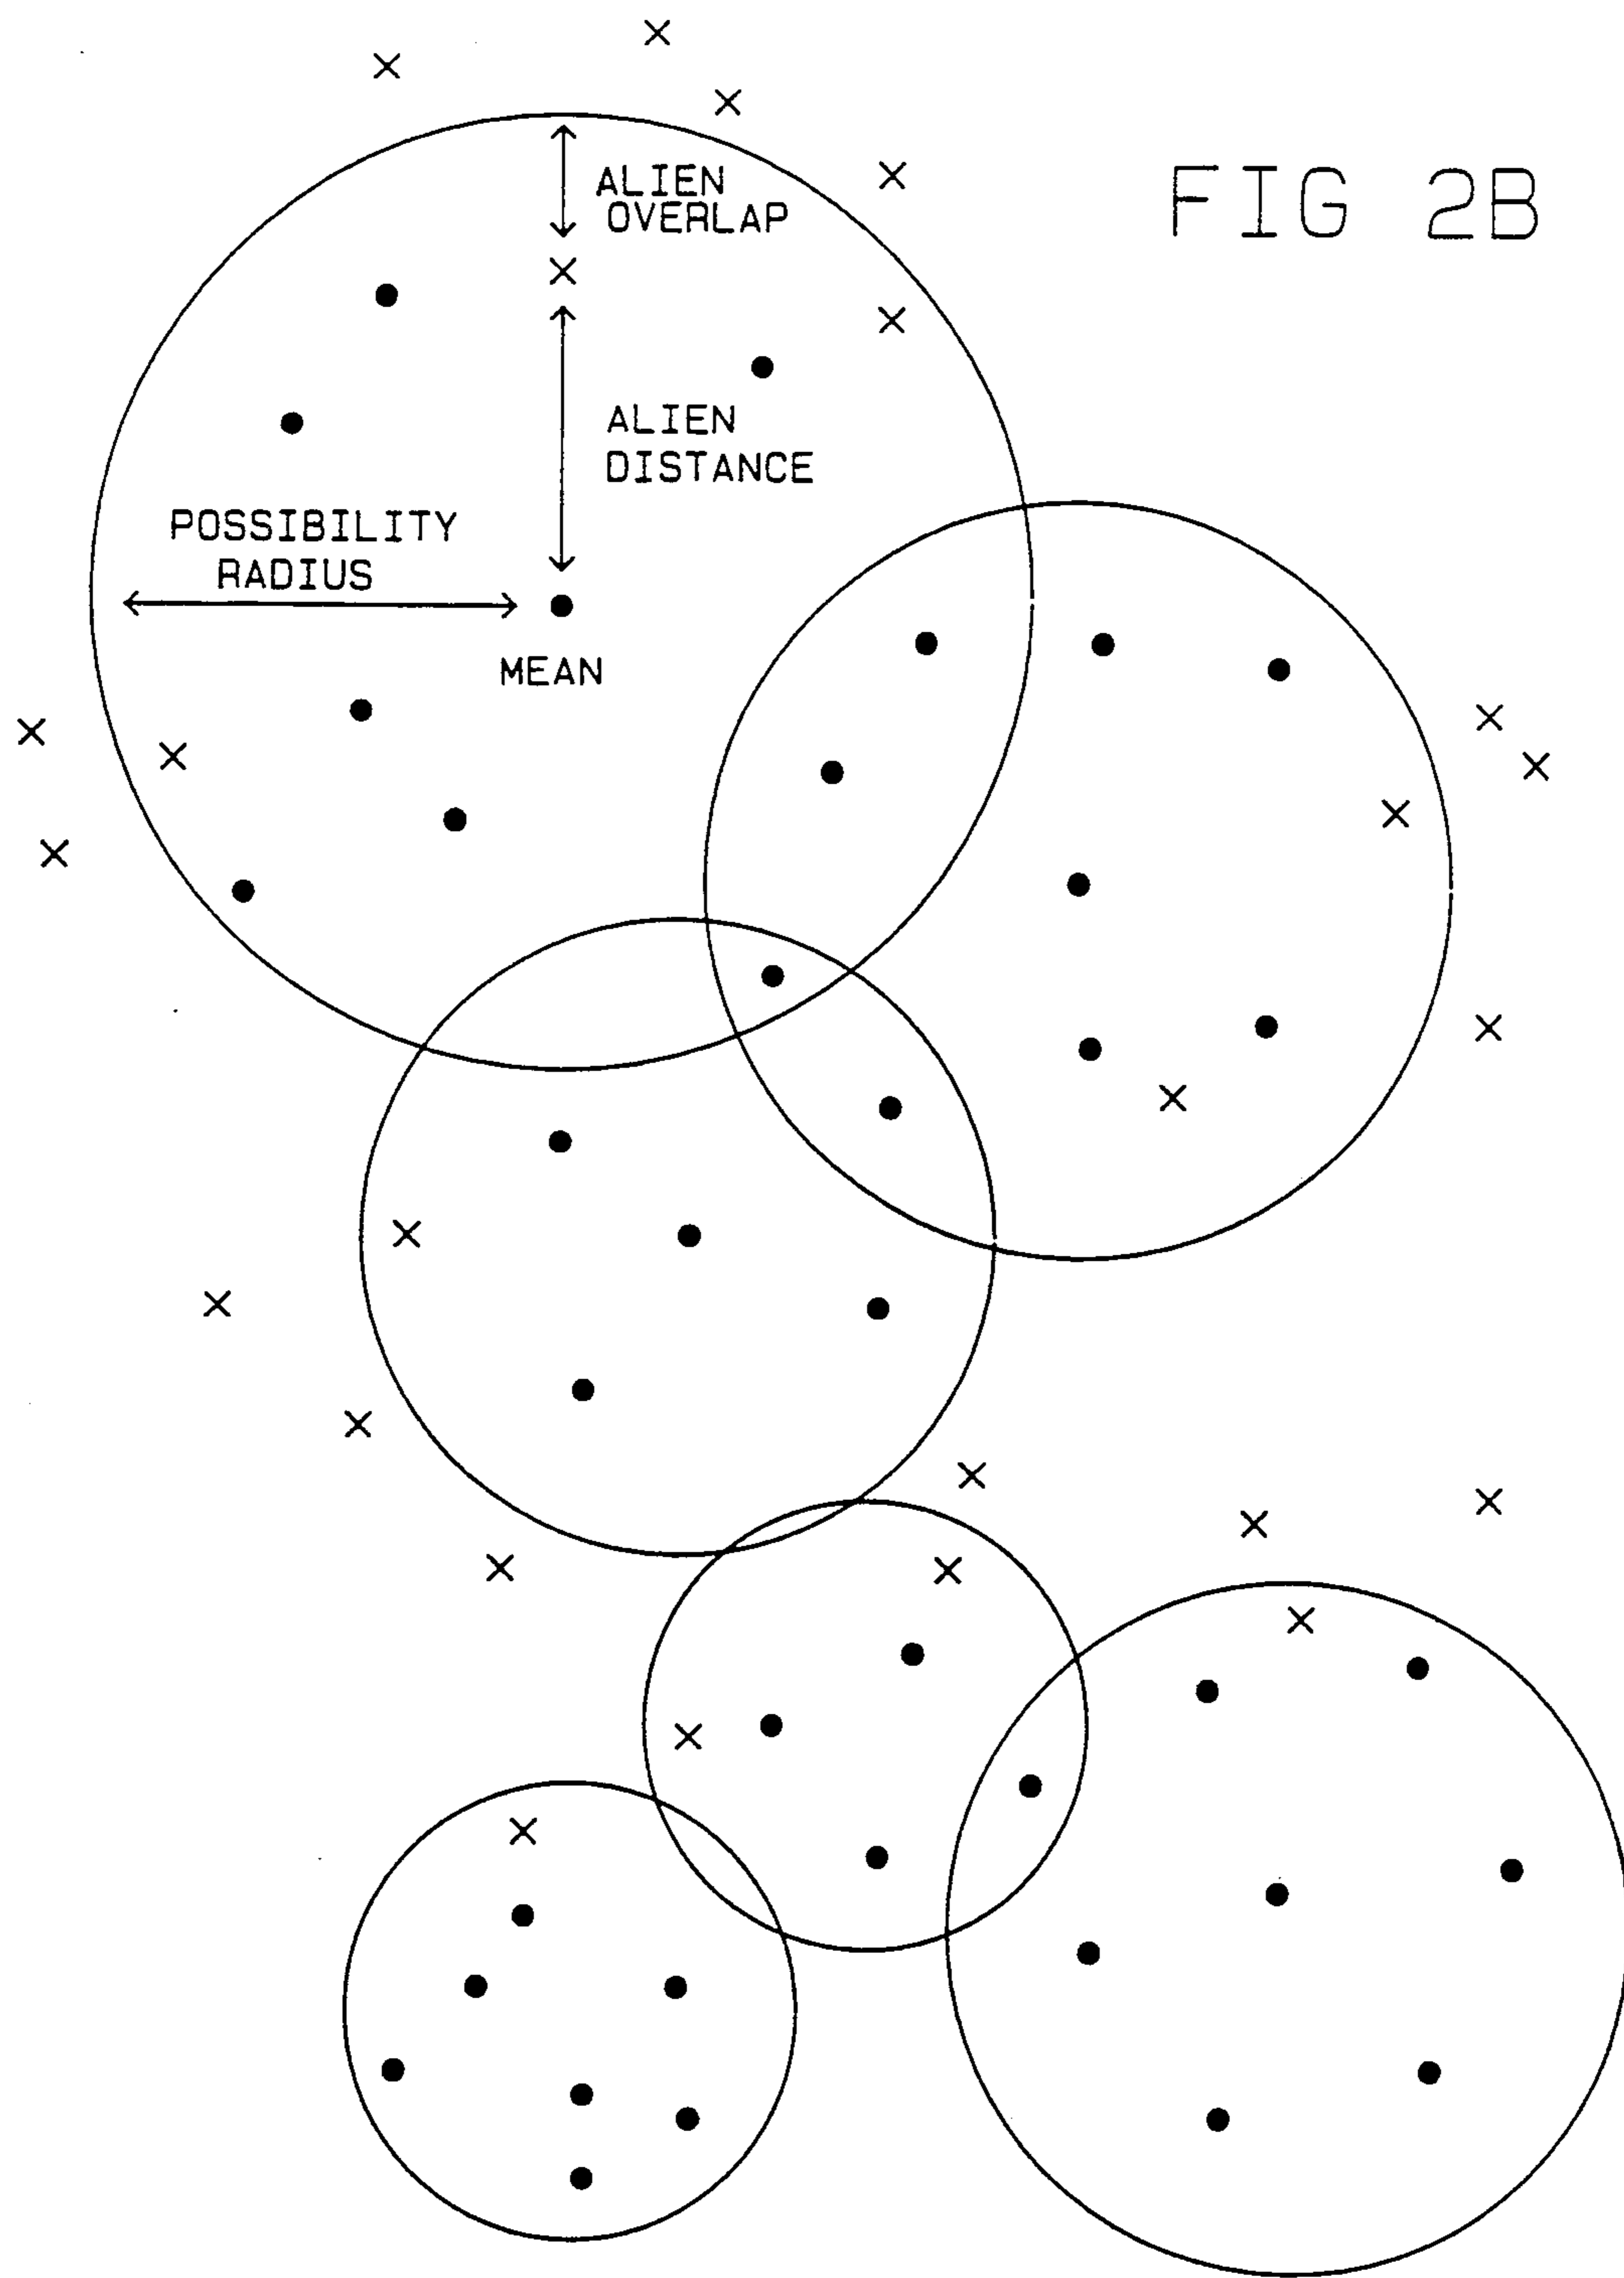 FIG 2B
ALIEN
OVERLAP
ALIEN
DISTANCE
POSSIBILITY
RADIUS
MEAN